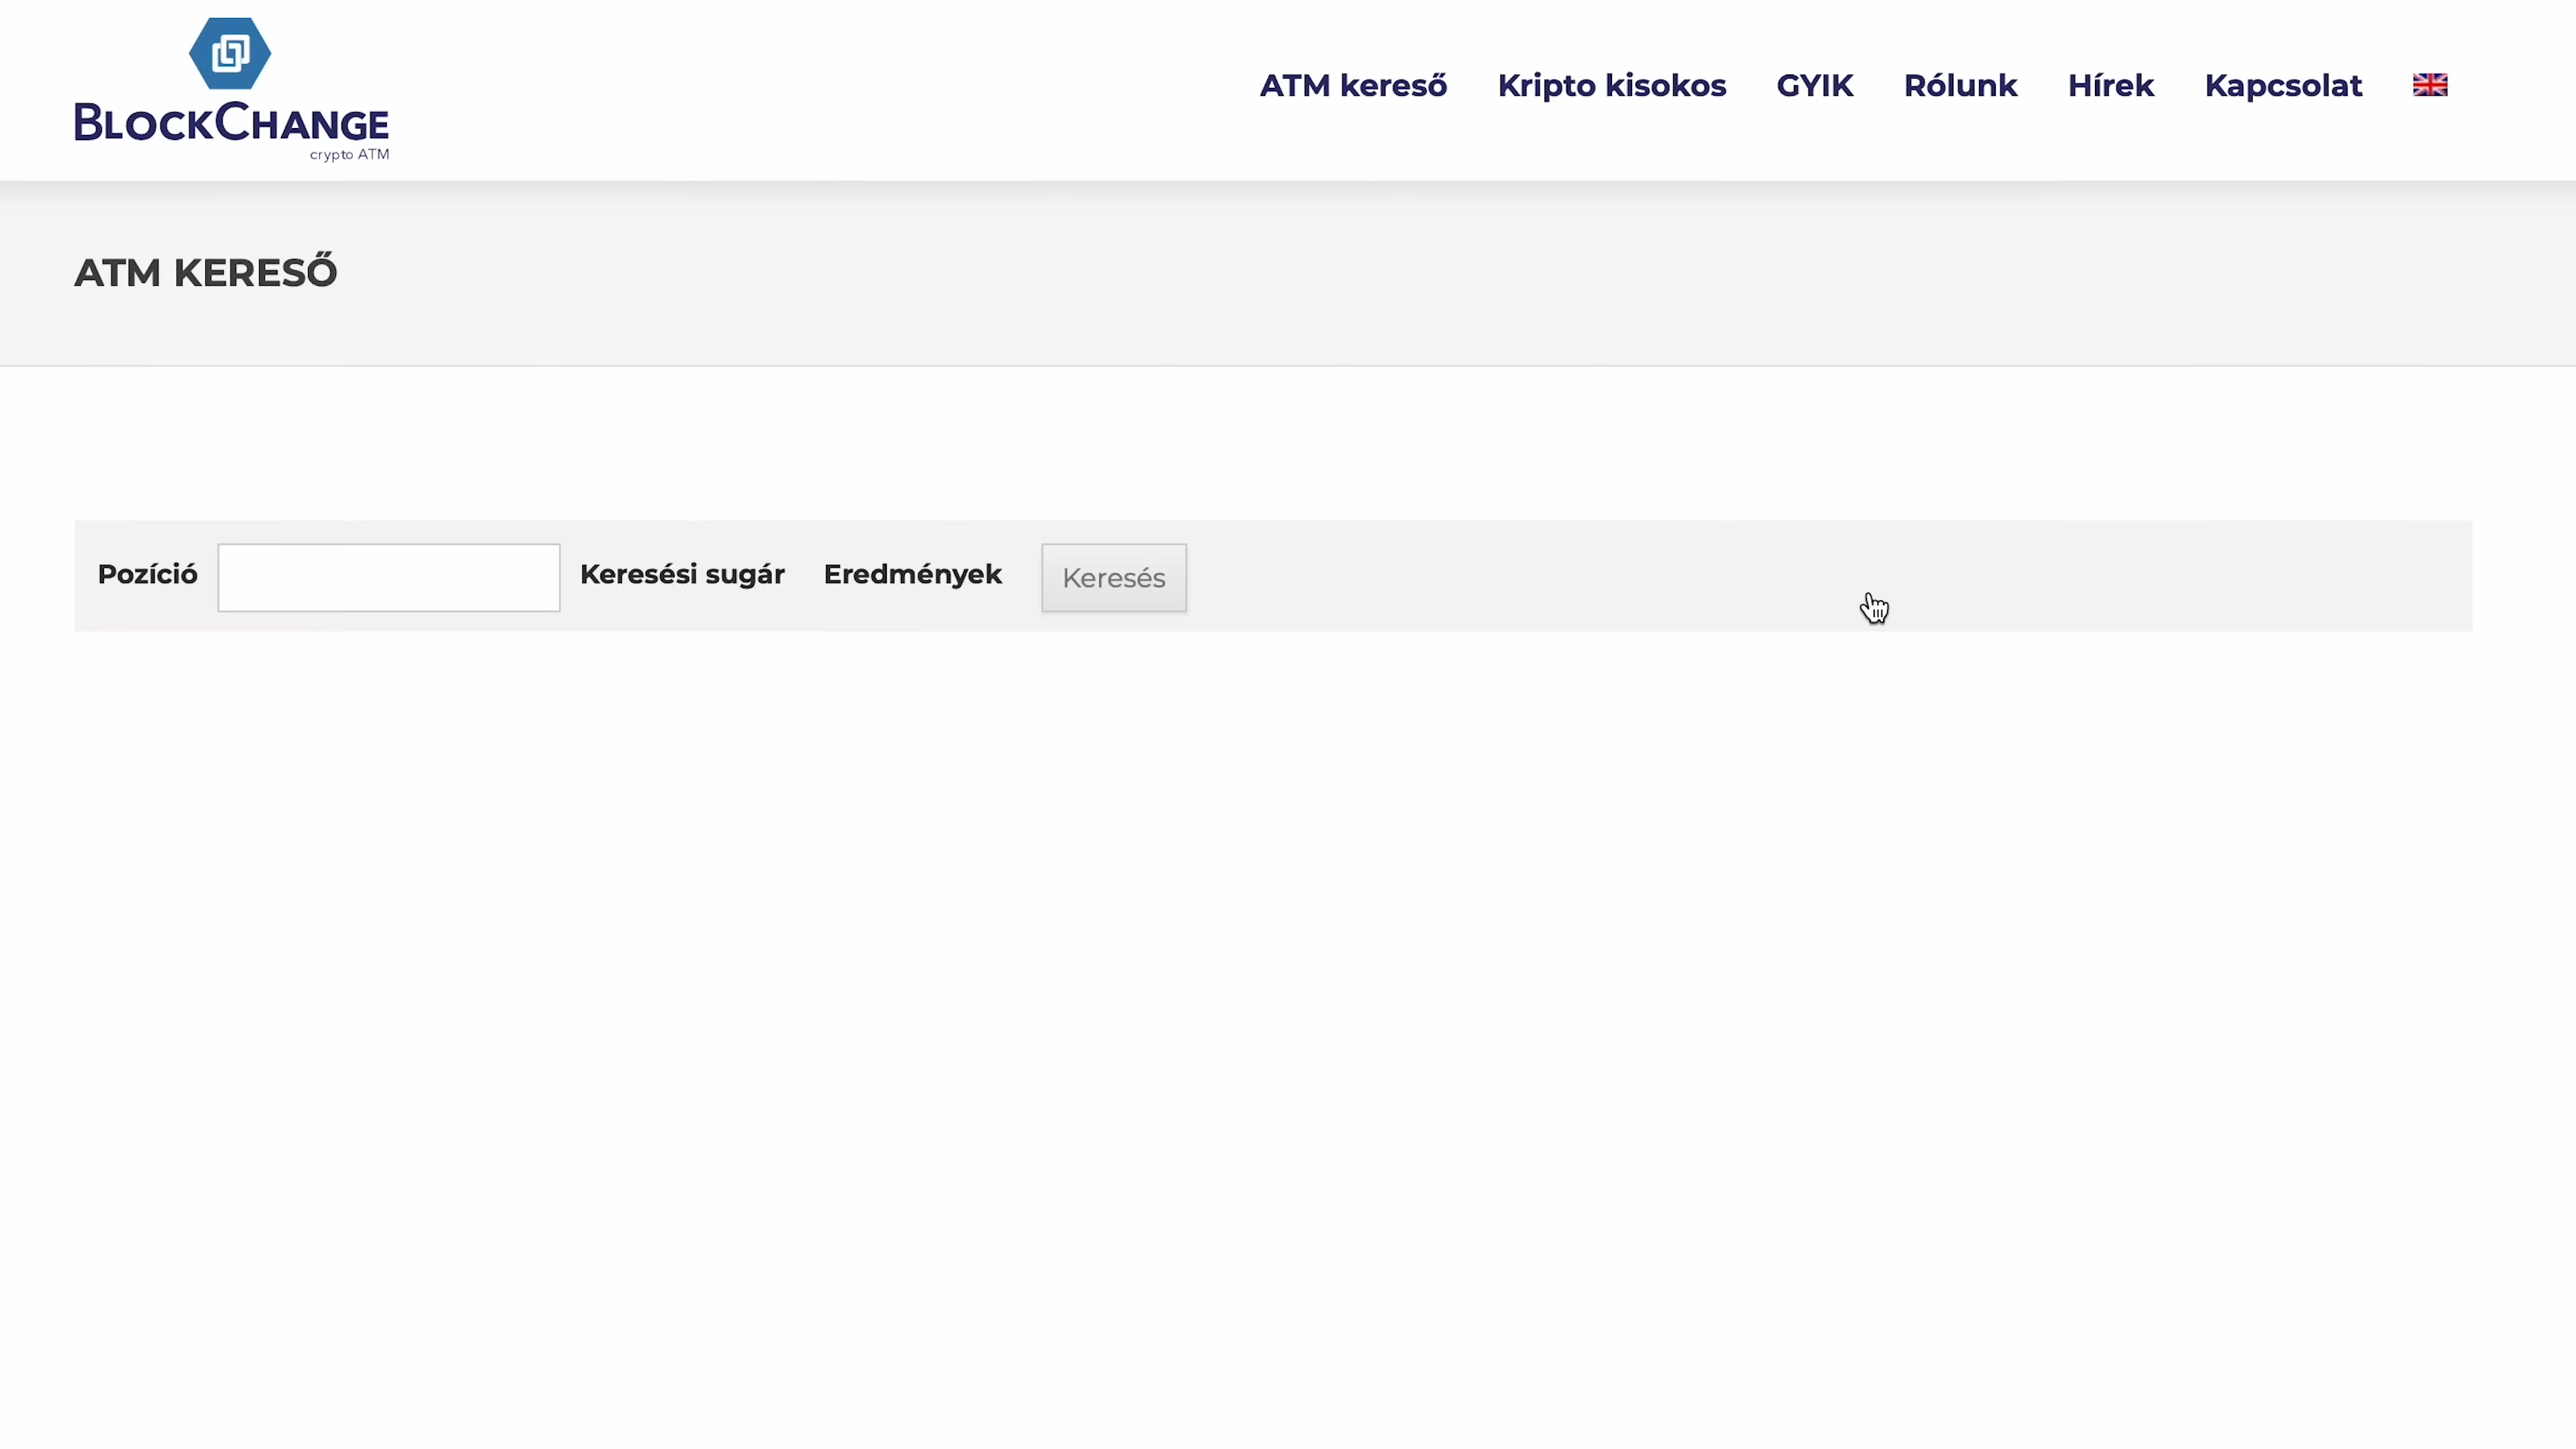 BLOCKCHANGE
crypto ATM
ATM kereső Kripto kisokos GYIK Rólunk Hírek Kapcsolat
ATM KERESŐ
Pozíció Keresési sugár Eredmények Keresés